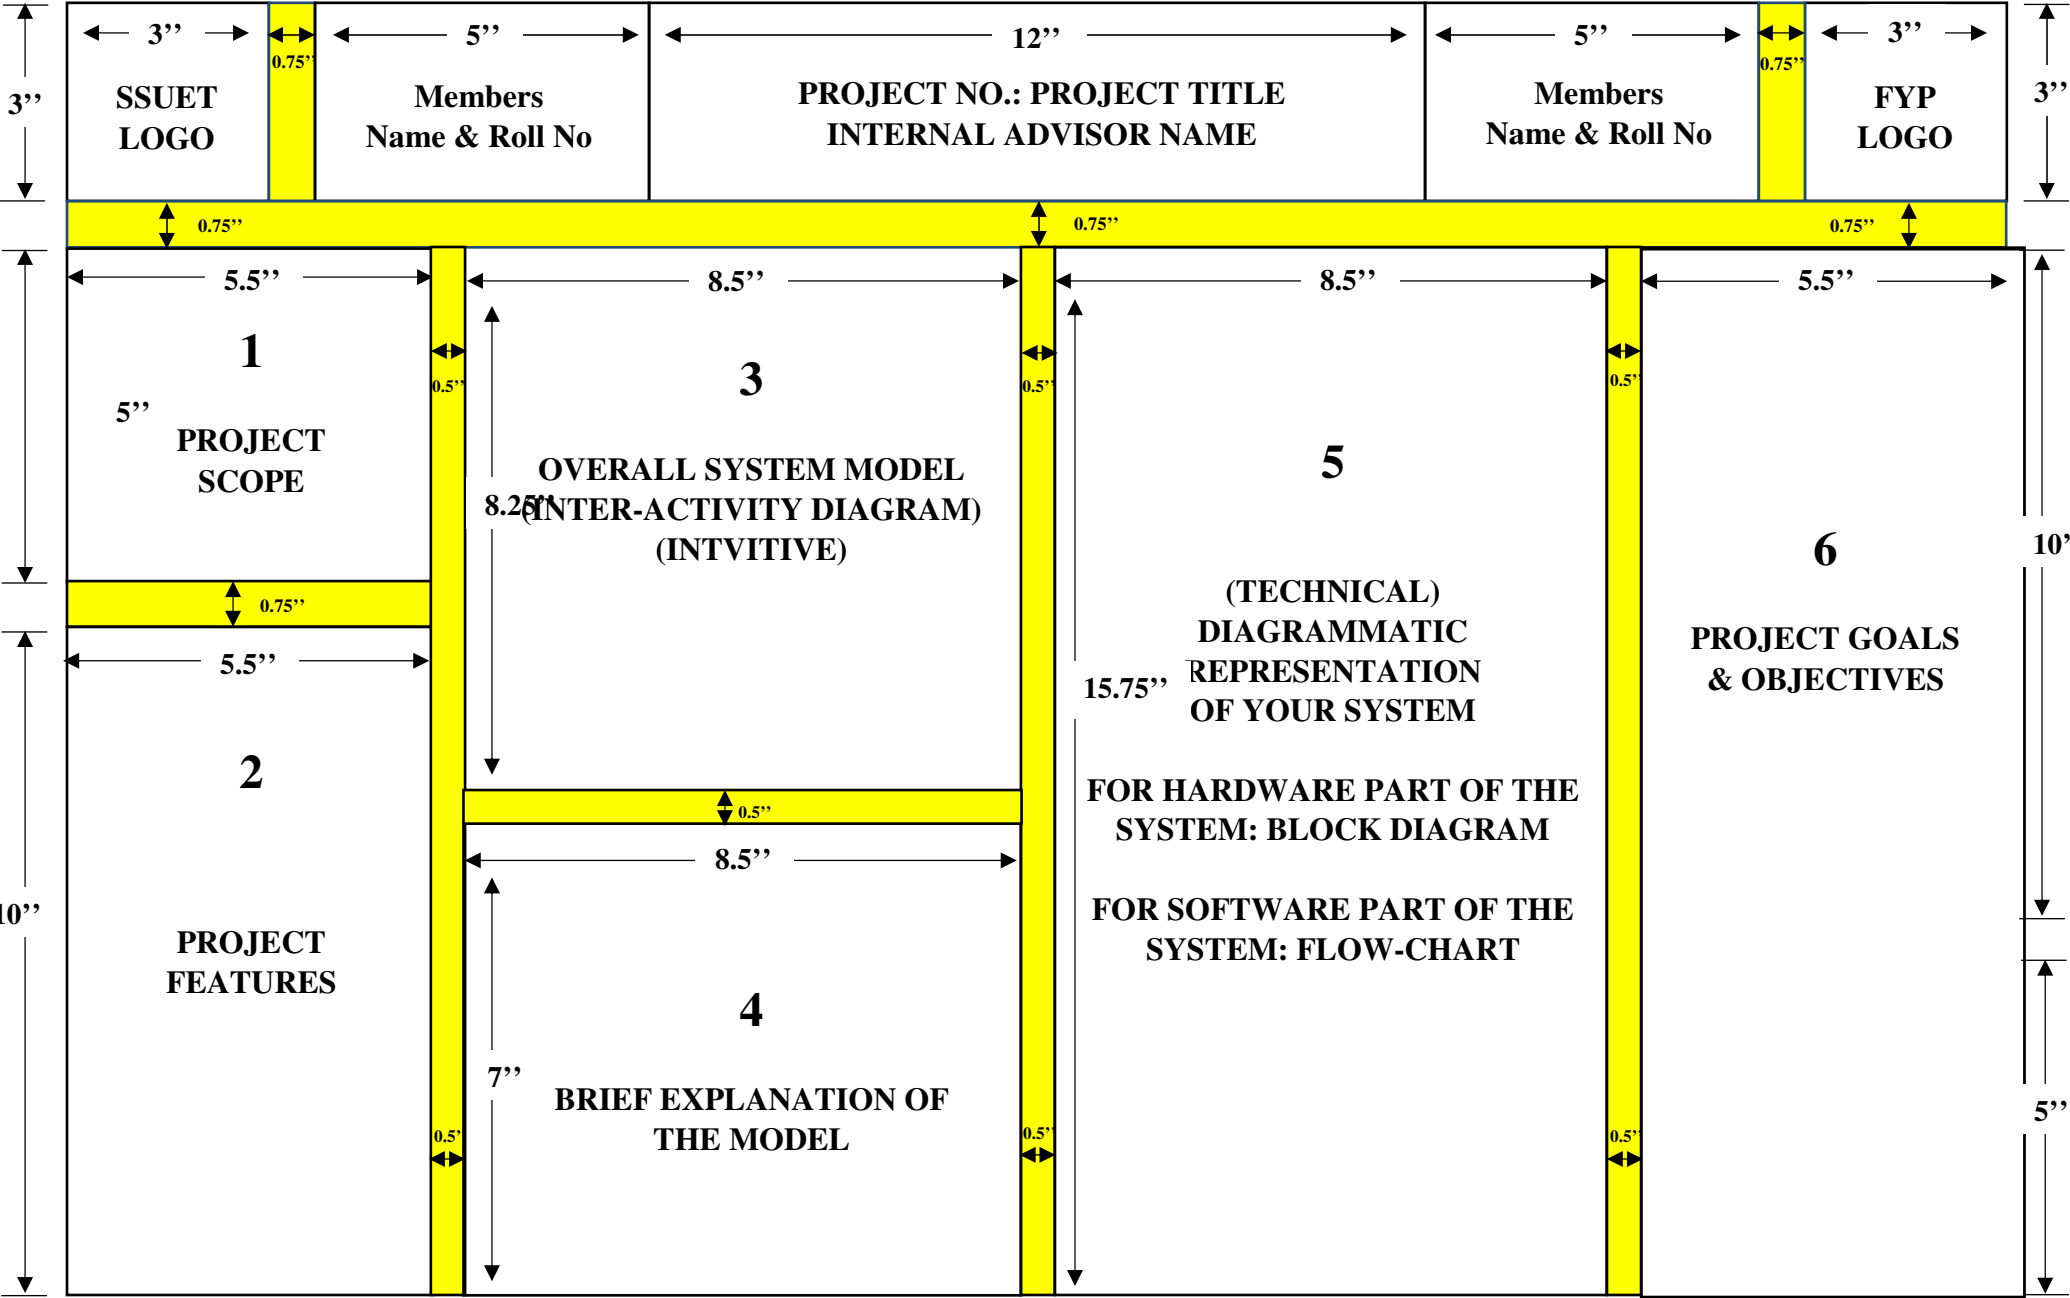 3’’
0.75’’
5’’
12’’
5’’
0.75’’
3’’
3’’
SSUET
LOGO
Members
Name & Roll No
PROJECT NO.: PROJECT TITLE
INTERNAL ADVISOR NAME
Members
Name & Roll No
FYP
LOGO
3’’
0.75’’
0.75’’
0.75’’
5.5’’
8.5’’
8.5’’
5.5’’
1
5’’
PROJECT
SCOPE
0.5’’
0.75’’
5.5’’
2
10’’
PROJECT
FEATURES
0.5’
3
OVERALL SYSTEM MODEL
8.25’’
(INTER-ACTIVITY DIAGRAM)
(INTVITIVE)
0.5’’
8.5’’
4
7’’
BRIEF EXPLANATION OF
THE MODEL
0.5’’
0.5’’
5
(TECHNICAL)
DIAGRAMMATIC
REPRESENTATION
15.75’’
OF YOUR SYSTEM
FOR HARDWARE PART OF THE
SYSTEM: BLOCK DIAGRAM
FOR SOFTWARE PART OF THE
SYSTEM: FLOW-CHART
0.5’’
0.5’’
6
PROJECT GOALS
& OBJECTIVES
10’
5’’